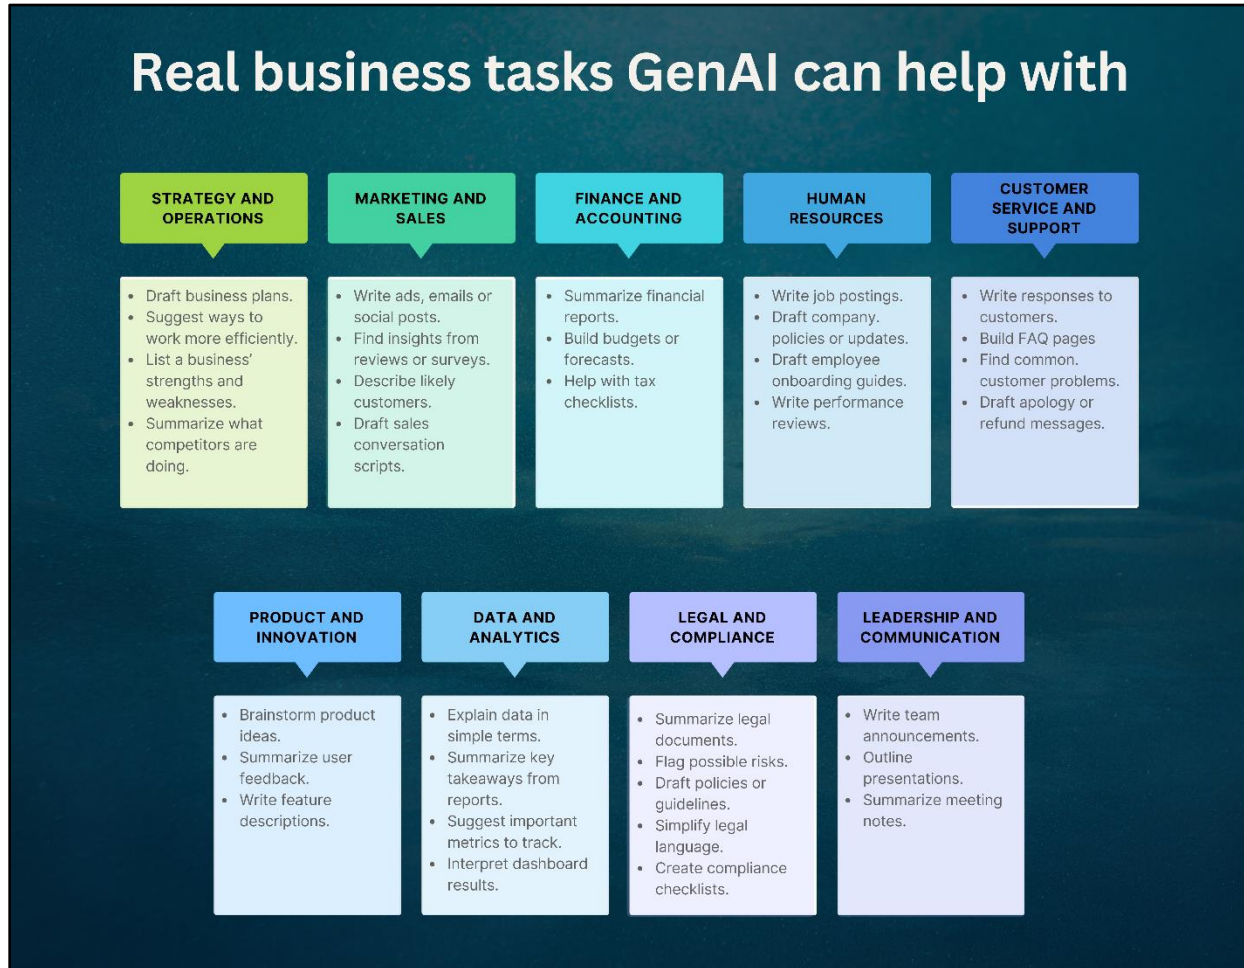 Real business tasks GenAI can help with
STRATEGY AND
OPERATIONS
• Draft business plans.
• Suggest ways to
work more efficiently.
• List a business'
strengths and
weaknesses.
• Summarize what
competitors are
doing.
MARKETING AND
SALES
• Write ads, emails or
social posts.
• Find insights from
reviews or surveys.
• Describe likely
customers.
• Draft sales
conversation
scripts.
FINANCE AND
ACCOUNTING
• Summarize financial
reports.
• Build budgets or
forecasts.
• Help with tax
checklists.
HUMAN
RESOURCES
• Write job postings.
• Draft company.
policies or updates.
• Draft employee
onboarding guides.
• Write performance
reviews.
CUSTOMER
SERVICE AND
SUPPORT
• Write responses to
customers.
• Build FAQ pages
• Find common.
customer problems.
• Draft apology or
refund messages.
PRODUCT AND
INNOVATION
• Brainstorm product
ideas.
• Summarize user
feedback.
• Write feature
descriptions.
DATA AND
ANALYTICS
• Explain data in
simple terms.
• Summarize key
takeaways from
reports.
• Suggest important
metrics to track.
• Interpret dashboard
results.
LEGAL AND
COMPLIANCE
• Summarize legal
documents.
• Flag possible risks.
• Draft policies or
guidelines.
• Simplify legal
language.
• Create compliance
checklists.
LEADERSHIP AND
COMMUNICATION
• Write team
announcements.
• Outline
presentations.
• Summarize meeting
notes.